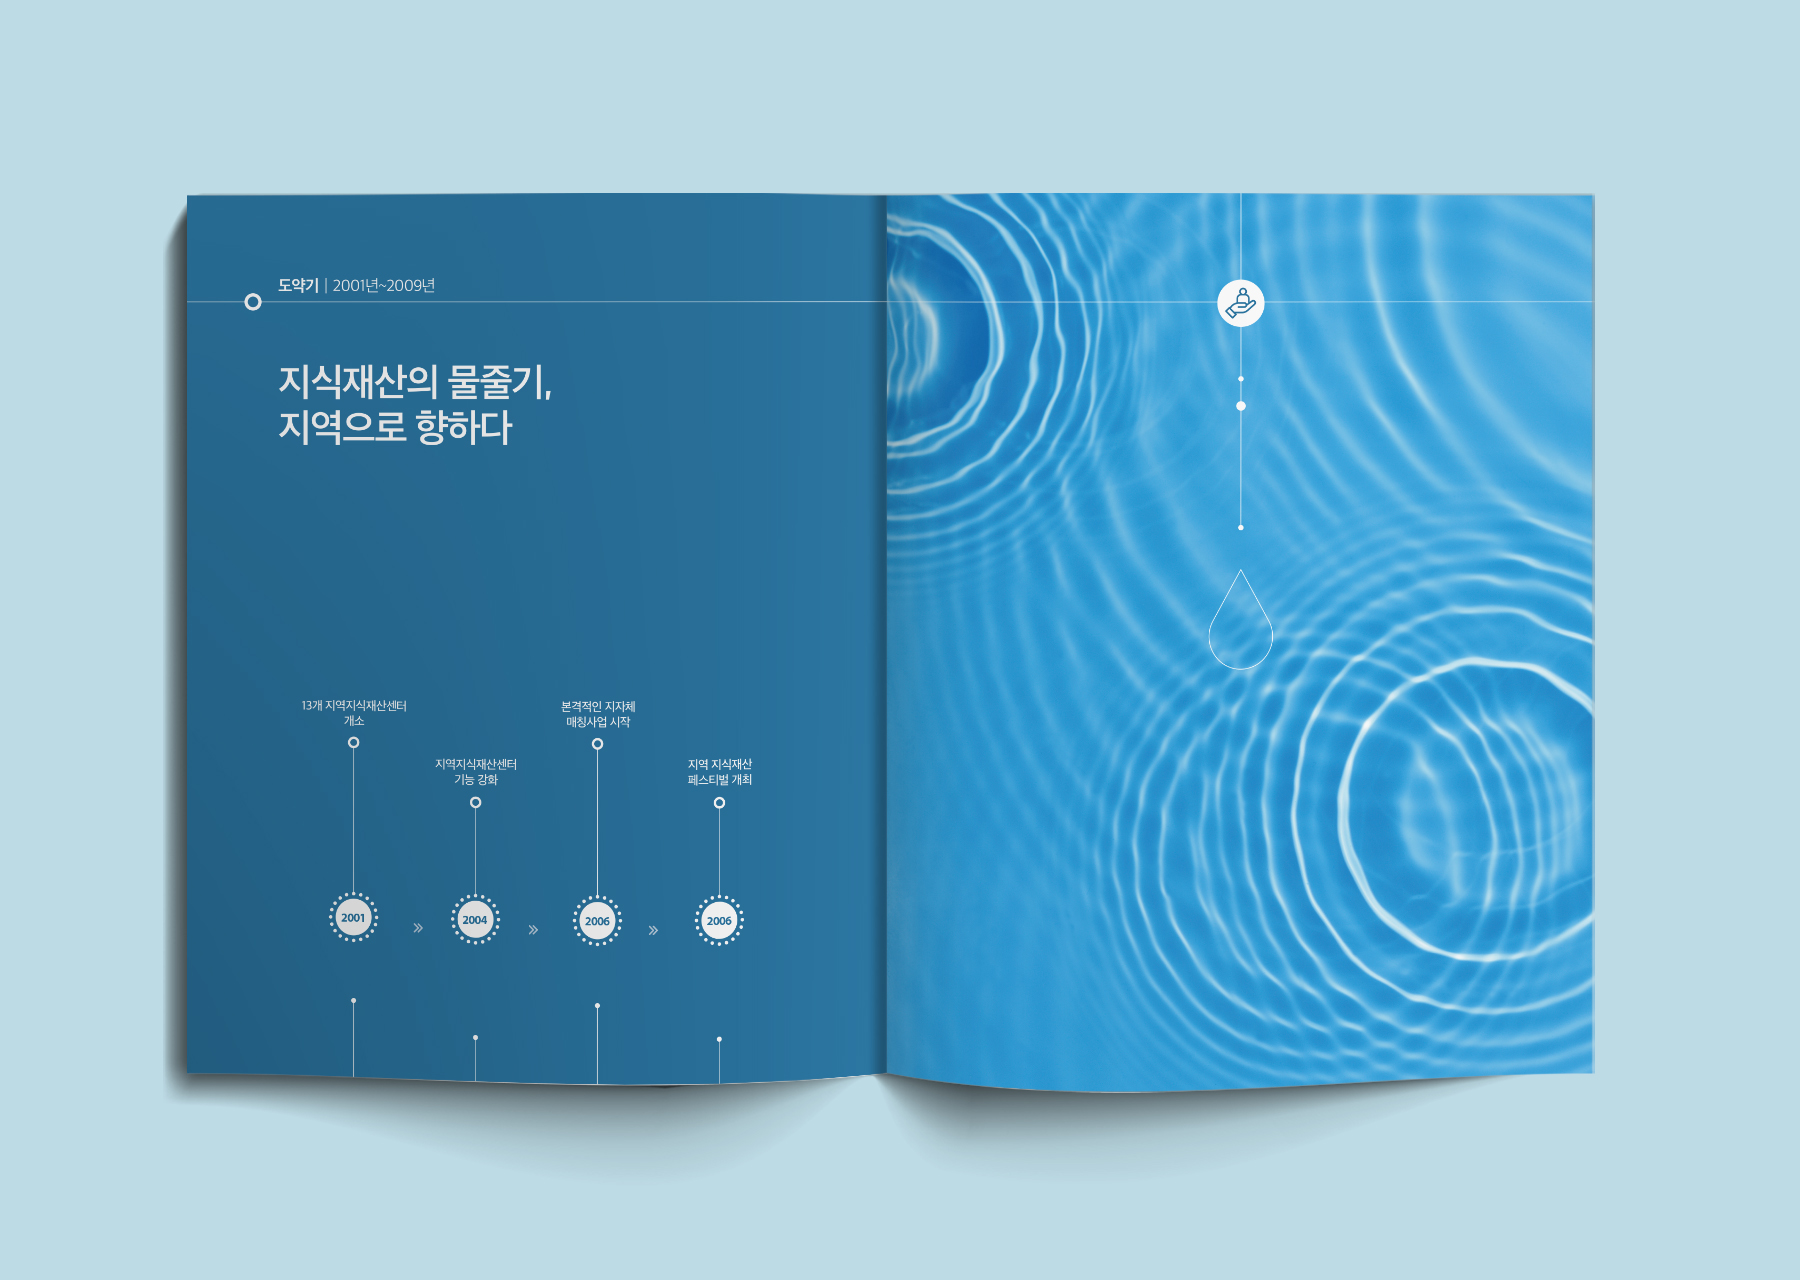 도약기 | 2001년~2009년
지식재산의 물줄기,
지역으로 향하다
13개 지역지식재산센터
개소
본격적인 지자체
매칭사업 시작
지역지식재산센터
기능 강화
지역 지식재산
페스티벌 개최
2001 » 2004 » 2006 » 2006